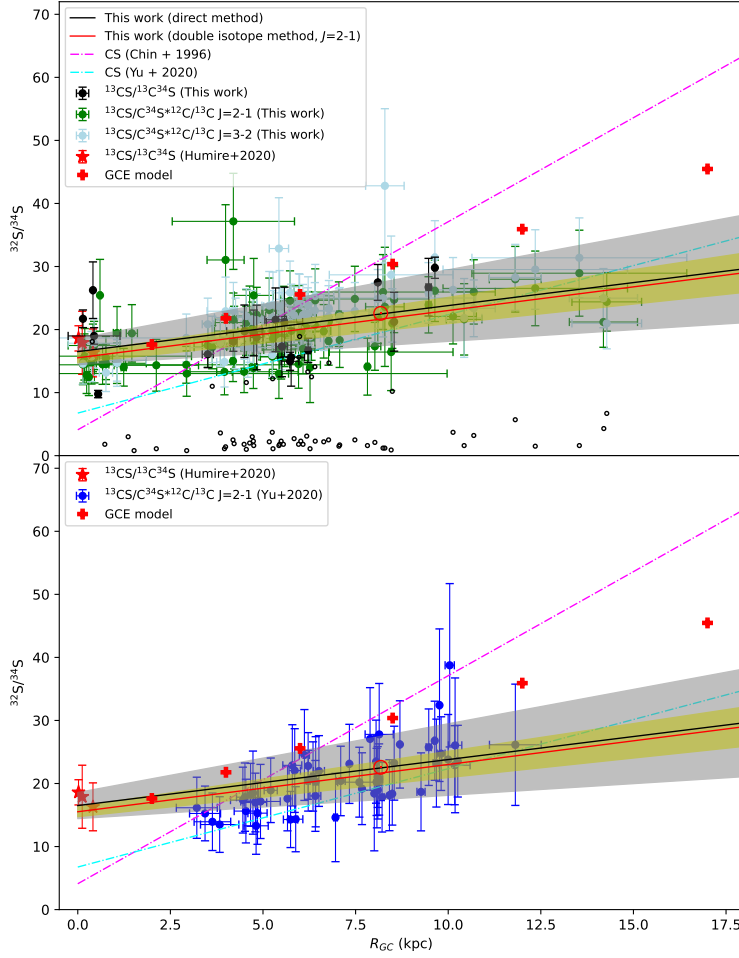 70
60
50
40
30
20
10
0
³²S/³⁴S
This work (direct method)
This work (double isotope method, J=2-1)
CS (Chin + 1996)
CS (Yu + 2020)
¹³CS/¹³C³⁴S (This work)
¹³CS/C³⁴S*¹²C/¹³C J=2-1 (This work)
¹³CS/C³⁴S*¹²C/¹³C J=3-2 (This work)
¹³CS/¹³C³⁴S (Humire+2020)
GCE model
70
60
50
40
30
20
10
0
³²S/³⁴S
¹³CS/¹³C³⁴S (Humire+2020)
¹³CS/C³⁴S*¹²C/¹³C J=2-1 (Yu+2020)
GCE model
0.0 2.5 5.0 7.5 10.0 12.5 15.0 17.5
R_GC (kpc)